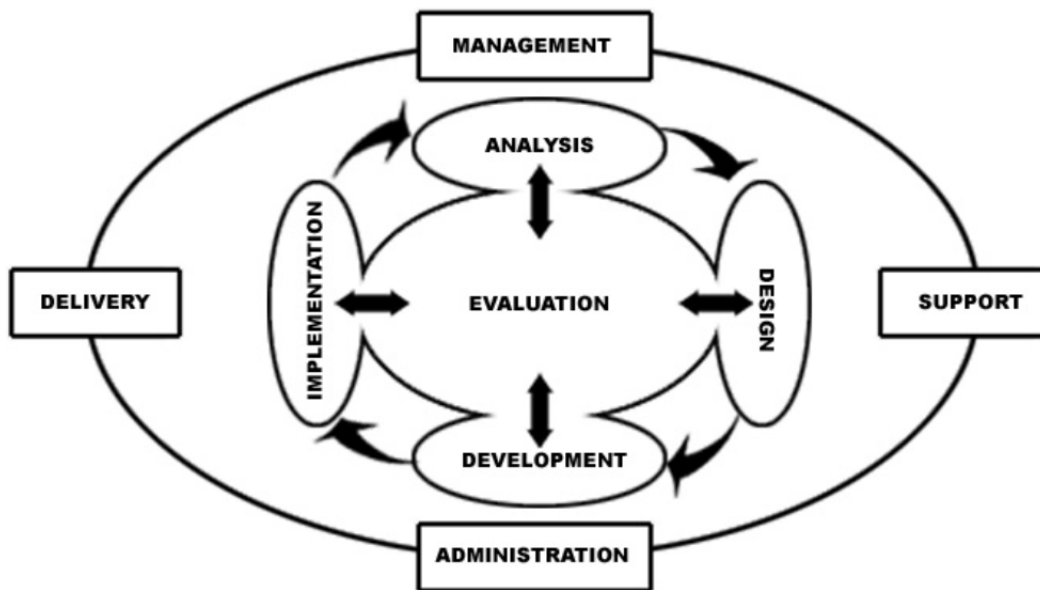 MANAGEMENT
ANALYSIS
IMPLEMENTATION
DESIGN
DELIVERY
EVALUATION
SUPPORT
DEVELOPMENT
ADMINISTRATION